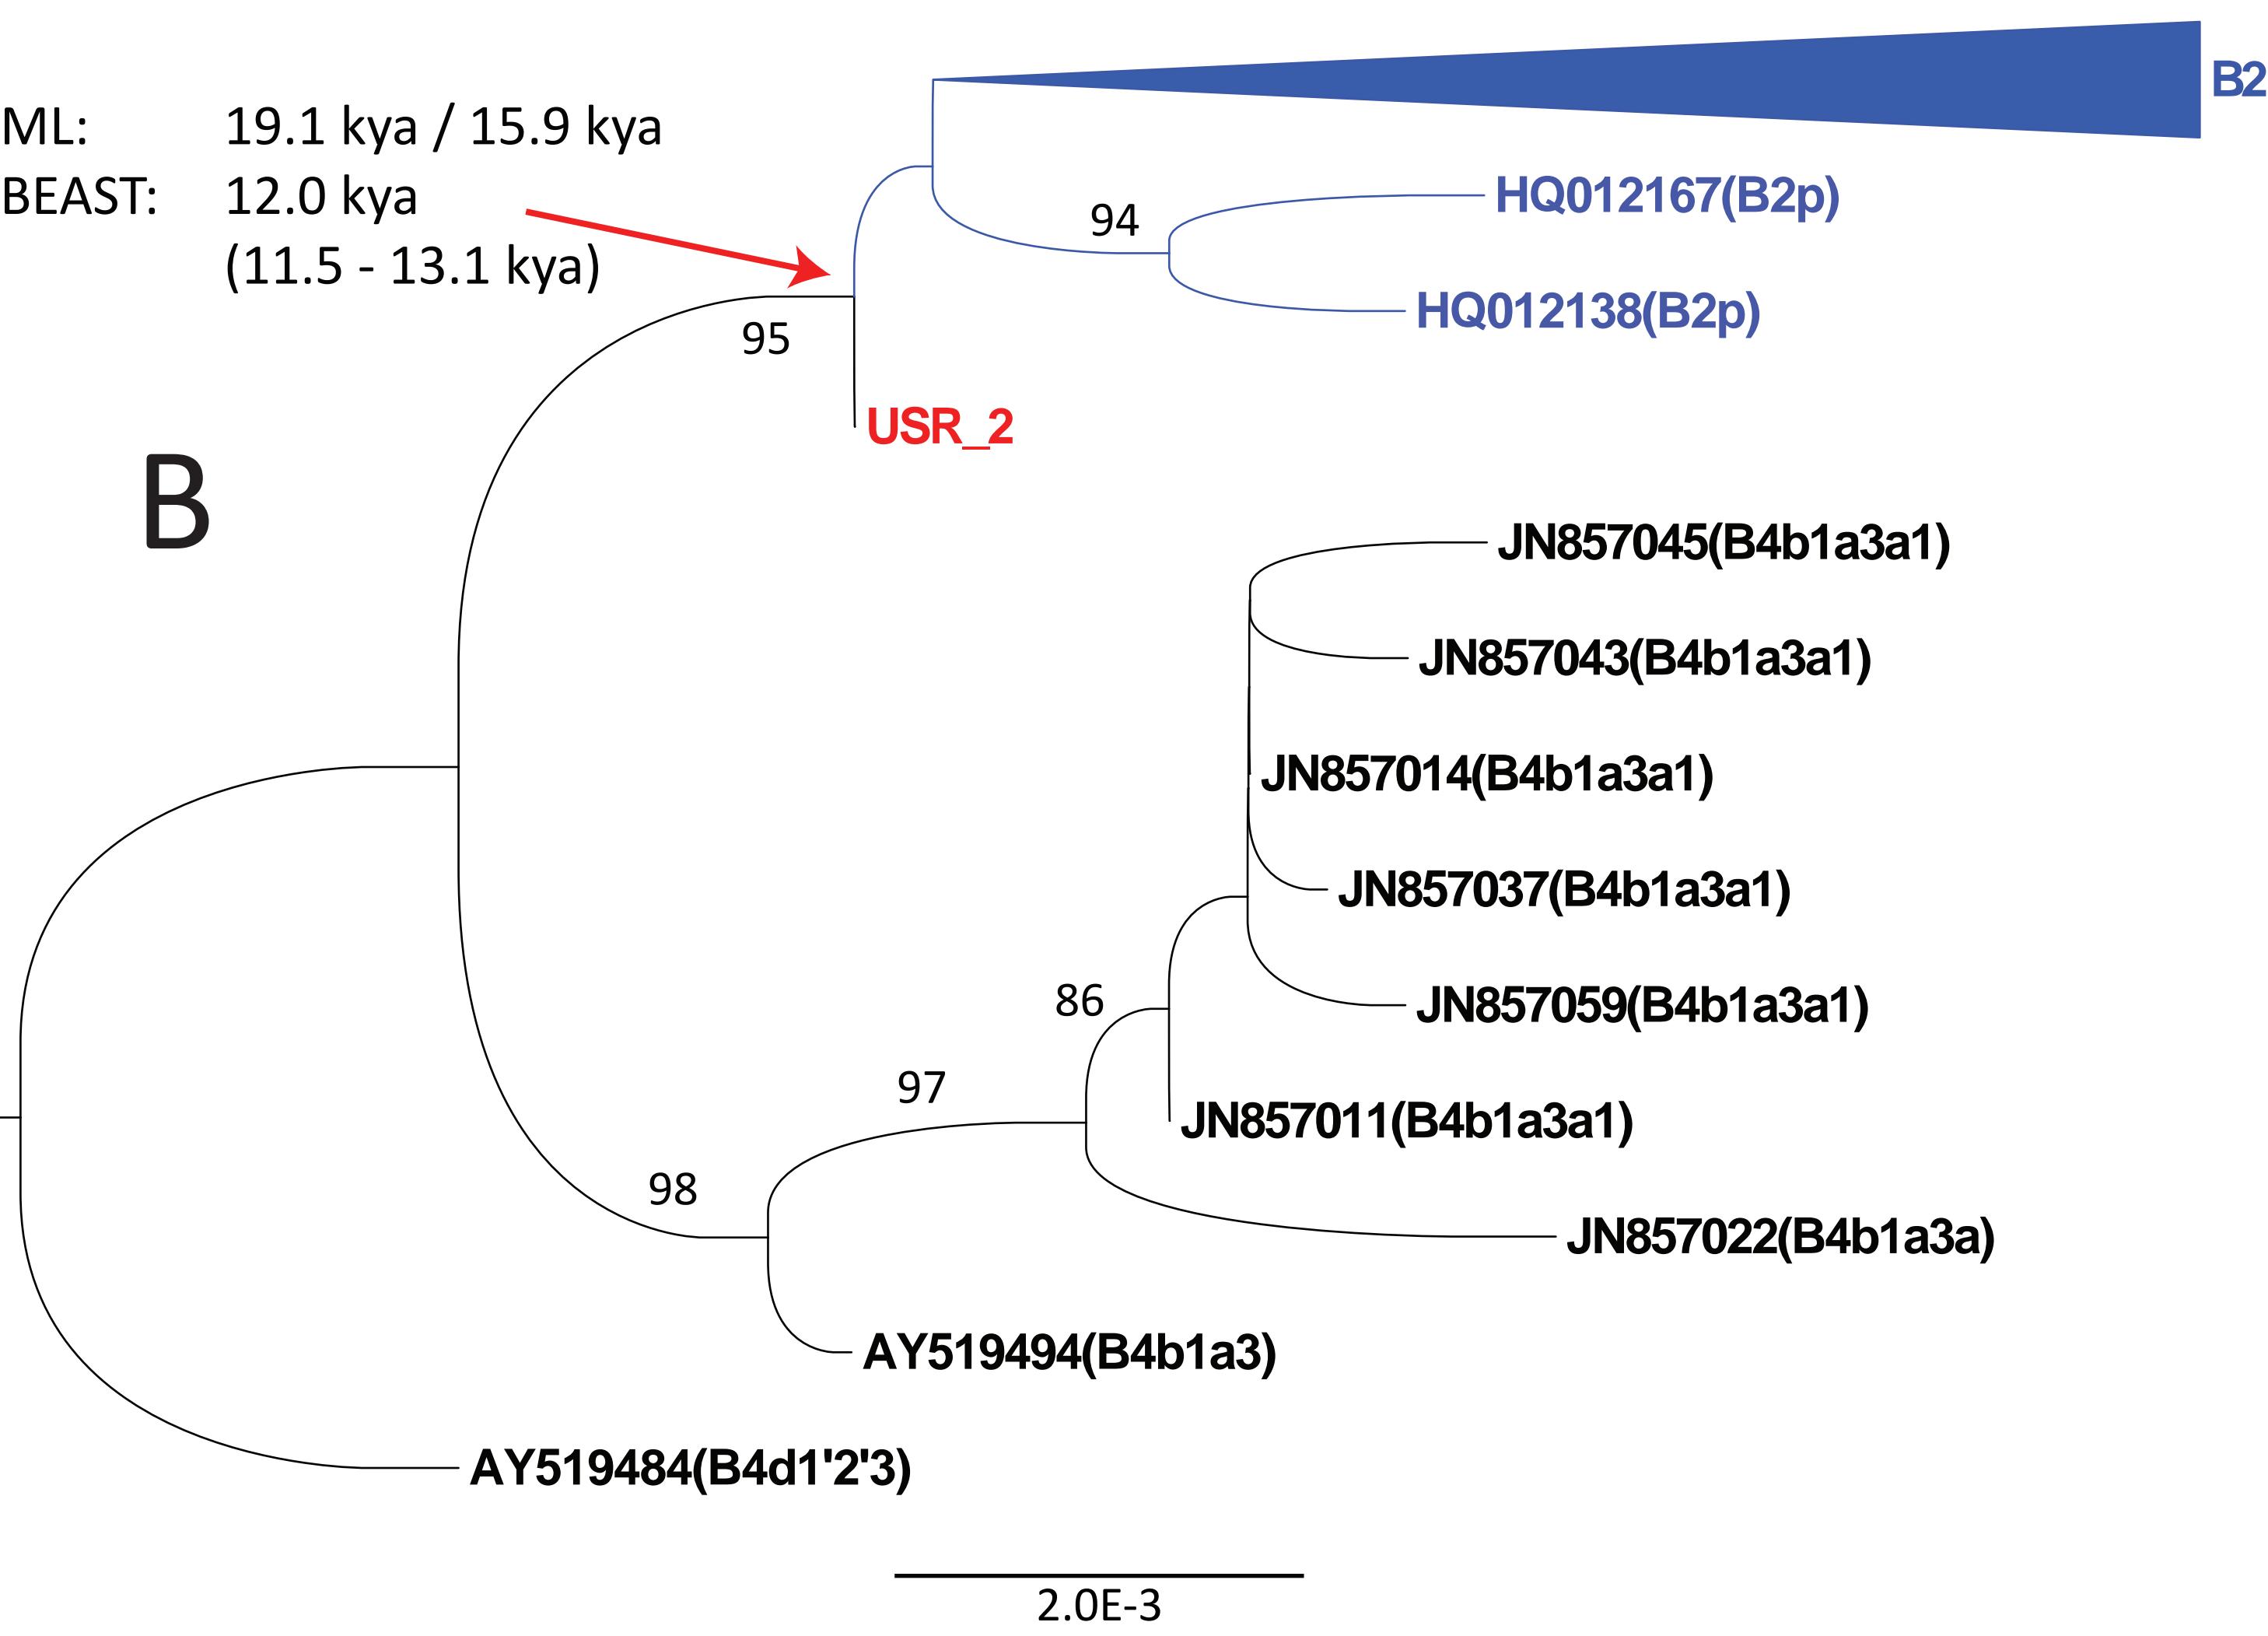 B2
ML: 19.1 kya / 15.9 kya
BEAST: 12.0 kya
(11.5 - 13.1 kya)
HQ012167(B2p)
94
HQ012138(B2p)
95
USR_2
B
JN857045(B4b1a3a1)
JN857043(B4b1a3a1)
JN857014(B4b1a3a1)
JN857037(B4b1a3a1)
86
JN857059(B4b1a3a1)
97
JN857011(B4b1a3a1)
98
JN857022(B4b1a3a)
AY519494(B4b1a3)
AY519484(B4d1'2'3)
2.0E-3